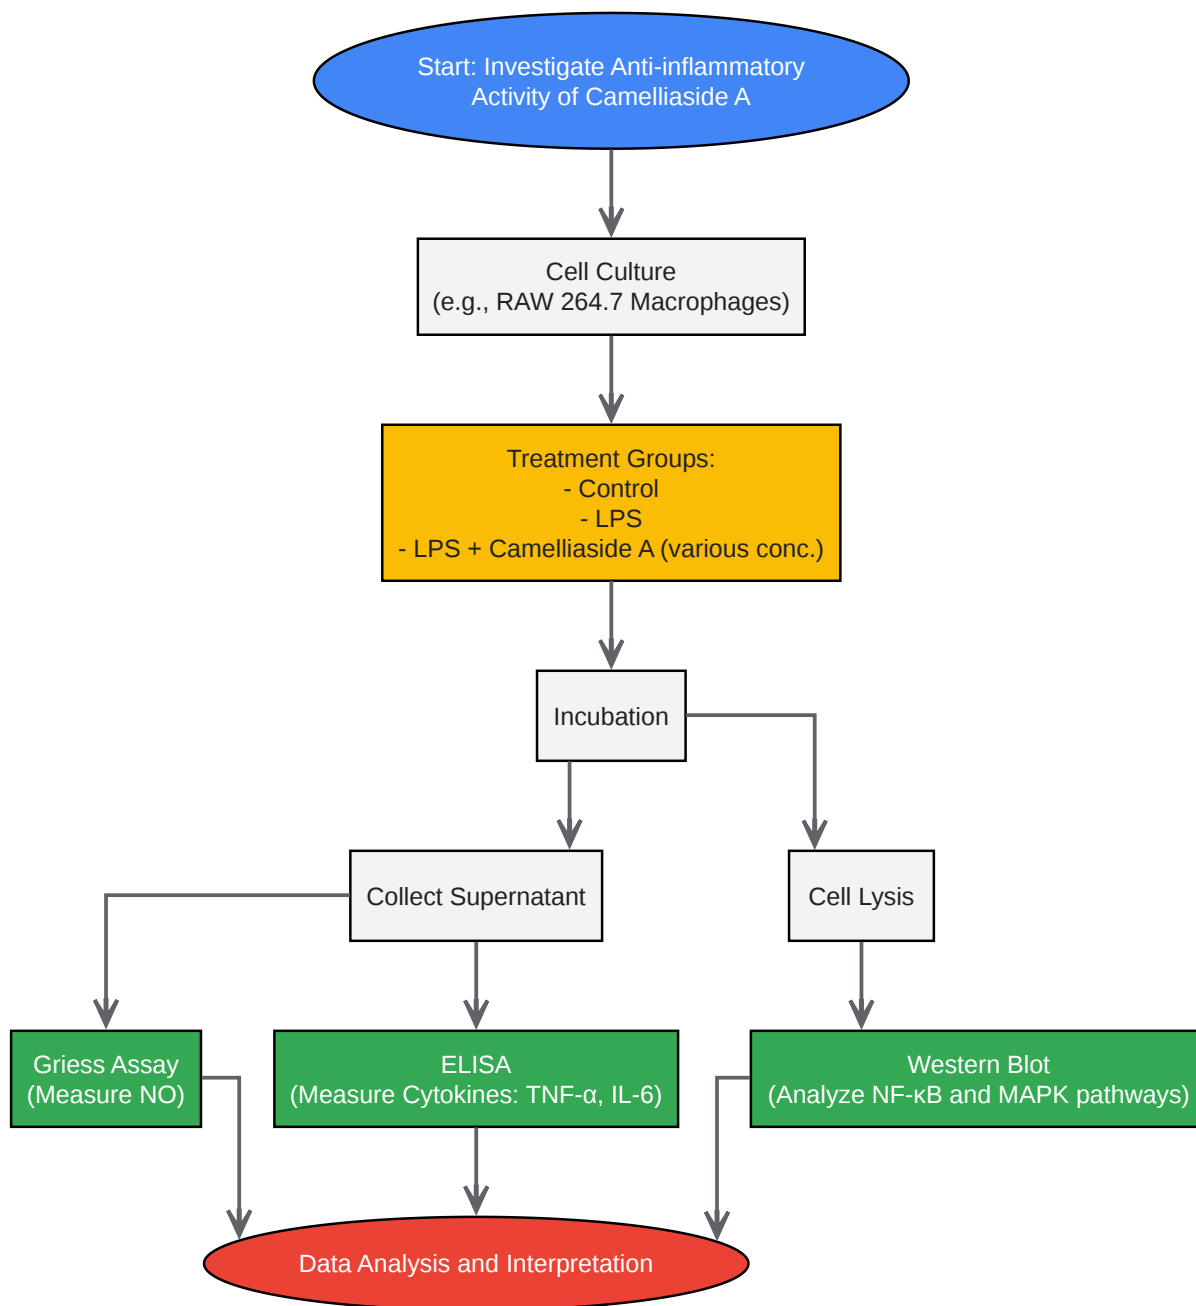 Start: Investigate Anti-inflammatory
Activity of Camelliaside A
Cell Culture
(e.g., RAW 264.7 Macrophages)
Treatment Groups:
- Control
- LPS
- LPS + Camelliaside A (various conc.)
Incubation
Collect Supernatant
Cell Lysis
Griess Assay
(Measure NO)
ELISA
(Measure Cytokines: TNF-α, IL-6)
Western Blot
(Analyze NF-κB and MAPK pathways)
Data Analysis and Interpretation